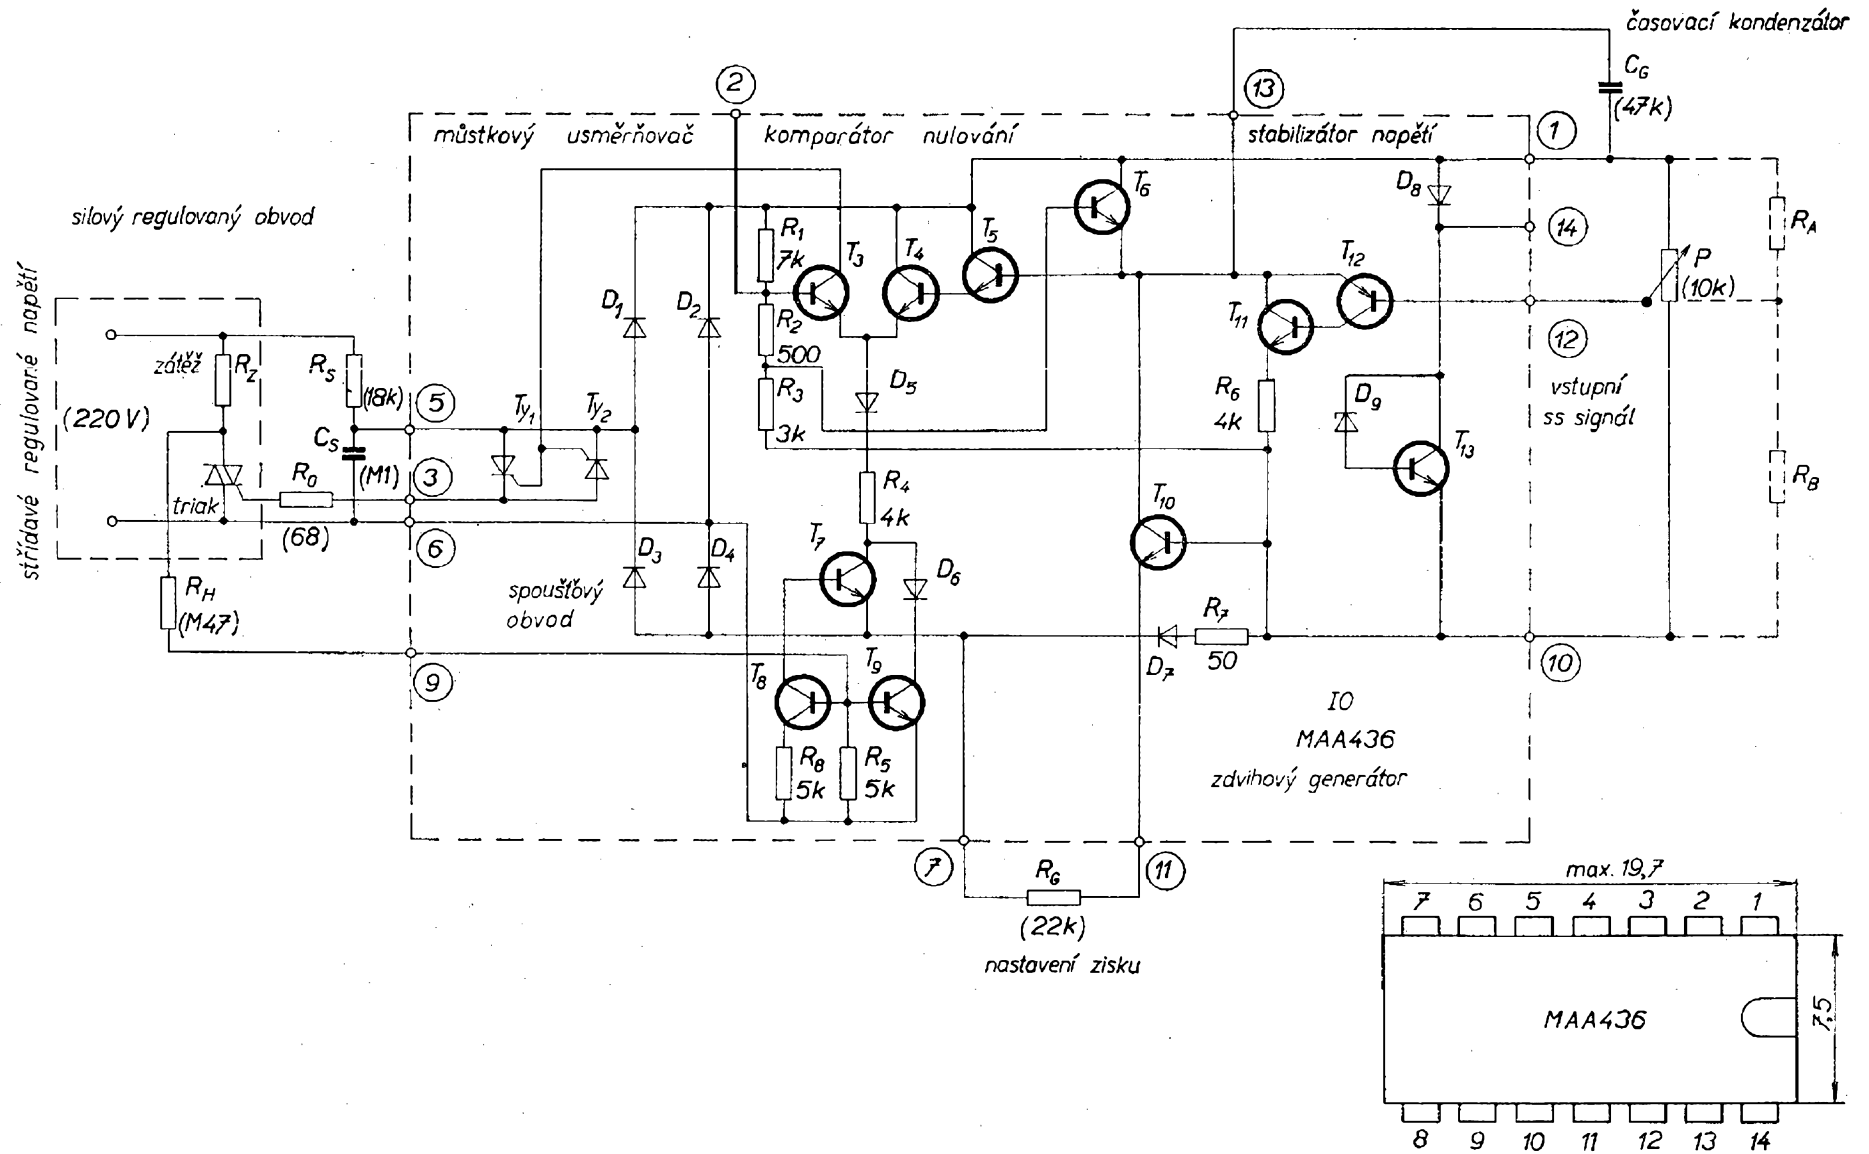 časovací kondenzátor
C_G
(47k)
2
13
1
můstkový usměrňovač
komparátor nulování
stabilizátor napětí
silový regulovaný obvod
střídavé regulované napětí
(220V)
zátěž
R_Z
R_S
(18k)
C_S
(M1)
triak
R_O
(68)
R_H
(M47)
5
3
6
9
Ty_1
Ty_2
spoušťový
obvod
D_1
D_2
D_3
D_4
R_1
7k
R_2
500
R_3
3k
T_3
T_4
T_5
T_6
D_5
R_4
4k
T_7
D_6
T_8
T_9
R_8
5k
R_5
5k
T_10
T_11
T_12
R_6
4k
D_8
D_9
T_13
14
12
vstupní
ss signál
P
(10k)
R_A
R_B
D_7
R_7
50
10
IO
MAA436
zdvihový generátor
7
11
R_G
(22k)
nastavení zisku
max. 19,7
7 6 5 4 3 2 1
MAA436
7,5
8 9 10 11 12 13 14